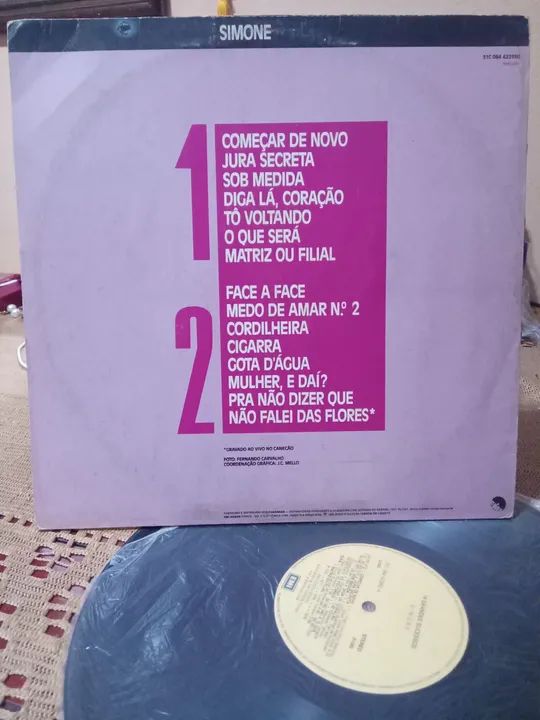 SIMONE
1
COMEÇAR DE NOVO
JURA SECRETA
SOB MEDIDA
DIGA LÁ, CORAÇÃO
TÔ VOLTANDO
O QUE SERÁ
MATRIZ OU FILIAL
2
FACE A FACE
MEDO DE AMAR N.º 2
CORDILHEIRA
CIGARRA
GOTA D'ÁGUA
MULHER, E DAÍ?
PRA NÃO DIZER QUE
NÃO FALEI DAS FLORES*
*GRAVADO AO VIVO NO CANECÃO
FOTO: FERNANDO CARVALHO
COORDENAÇÃO GRÁFICA: J.C. MELLO
EMI
STEREO